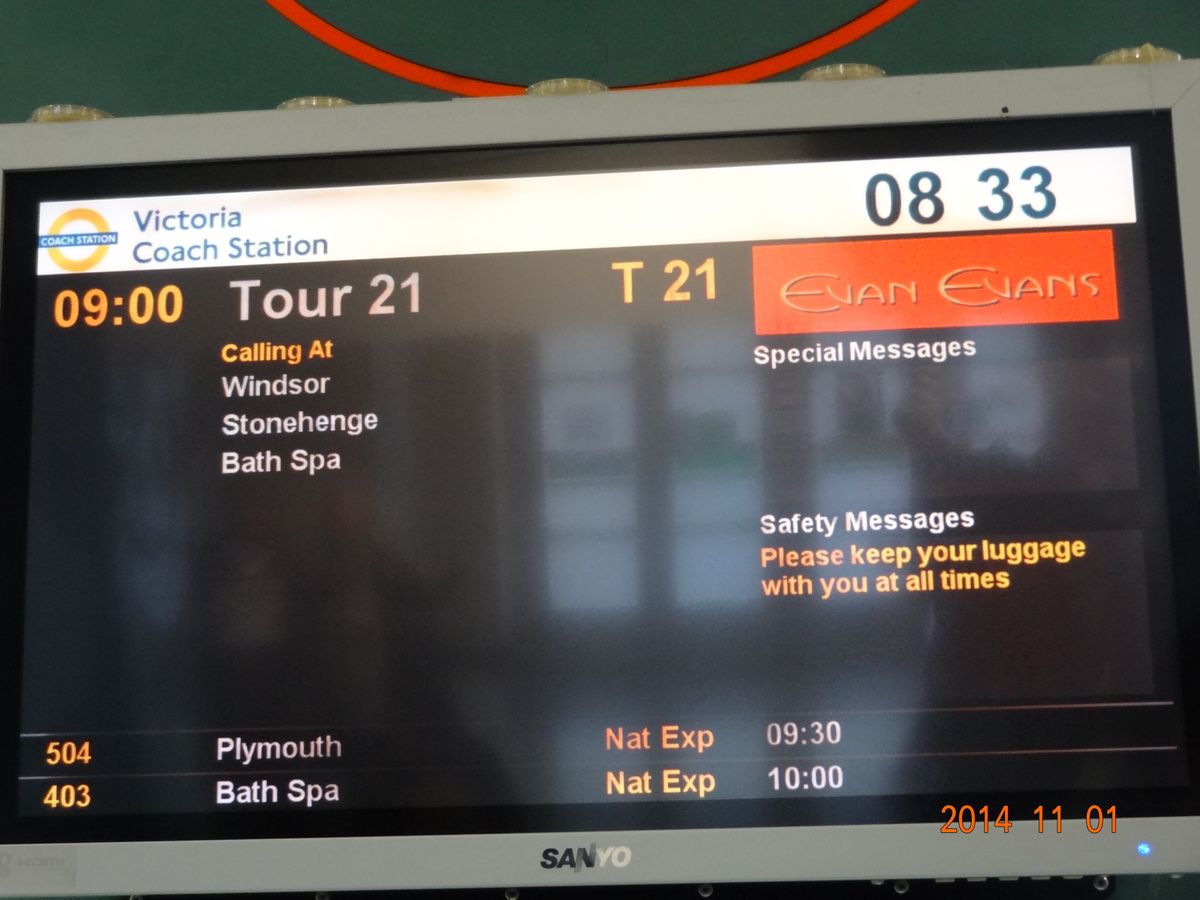 COACH STATION
Victoria
Coach Station
08 33
09:00 Tour 21 T 21
EVAN EVANS
Calling At
Windsor
Stonehenge
Bath Spa
Special Messages
Safety Messages
Please keep your luggage
with you at all times
504 Plymouth Nat Exp 09:30
403 Bath Spa Nat Exp 10:00
2014 11 01
SANYO